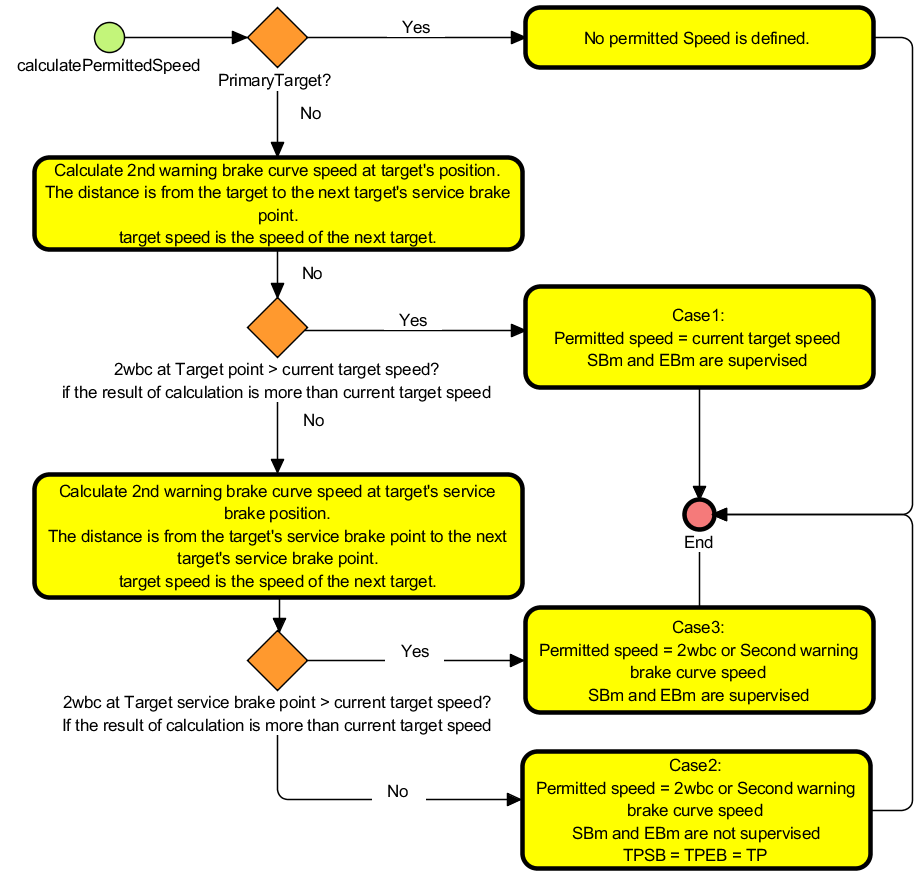 Yes
No permitted Speed is defined.
calculatePermittedSpeed
PrimaryTarget?
No
Calculate 2nd warning brake curve speed at target's position.
The distance is from the target to the next target's service brake
point.
target speed is the speed of the next target.
No
Yes
Case1:
Permitted speed = current target speed
SBm and EBm are supervised
2wbc at Target point > current target speed?
if the result of calculation is more than current target speed
No
Calculate 2nd warning brake curve speed at target's service
brake position.
The distance is from the target's service brake point to the next
target's service brake point.
target speed is the speed of the next target.
End
Yes
Case3:
Permitted speed = 2wbc or Second warning
brake curve speed
SBm and EBm are supervised
2wbc at Target service brake point > current target speed?
If the result of calculation is more than current target speed
No
Case2:
Permitted speed = 2wbc or Second warning
brake curve speed
SBm and EBm are not supervised
TPSB = TPEB = TP